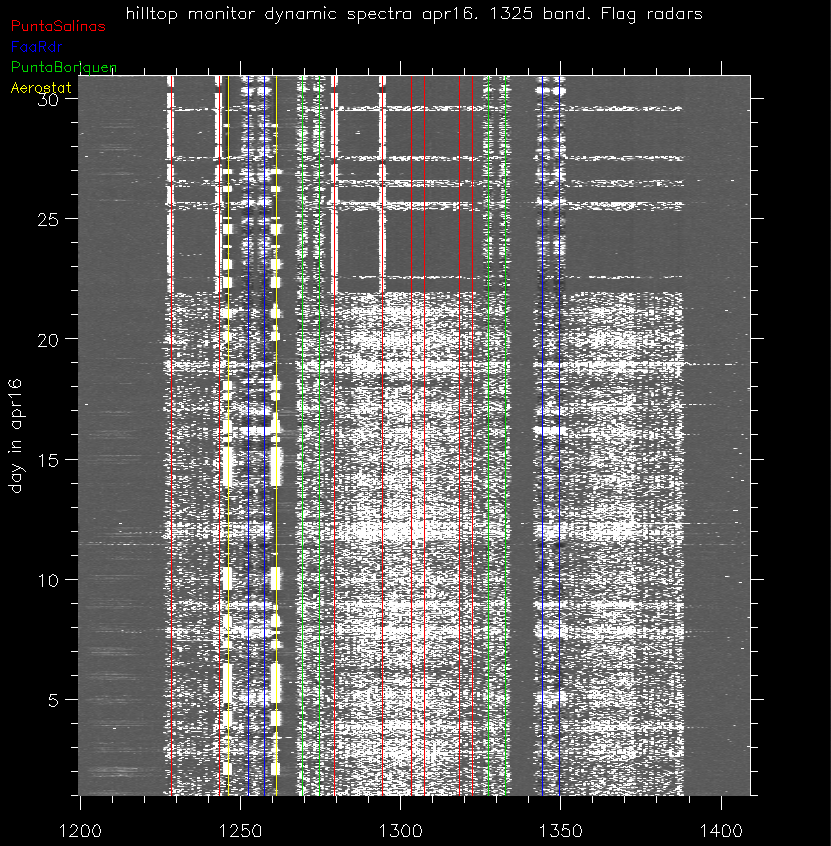 hilltop monitor dynamic spectra apr16. 1325 band. Flag radars
PuntaSalinas
FaaRdr
PuntaBorIquen
Aerostat
30
25
20
15
10
5
day in apr16
1200 1250 1300 1350 1400